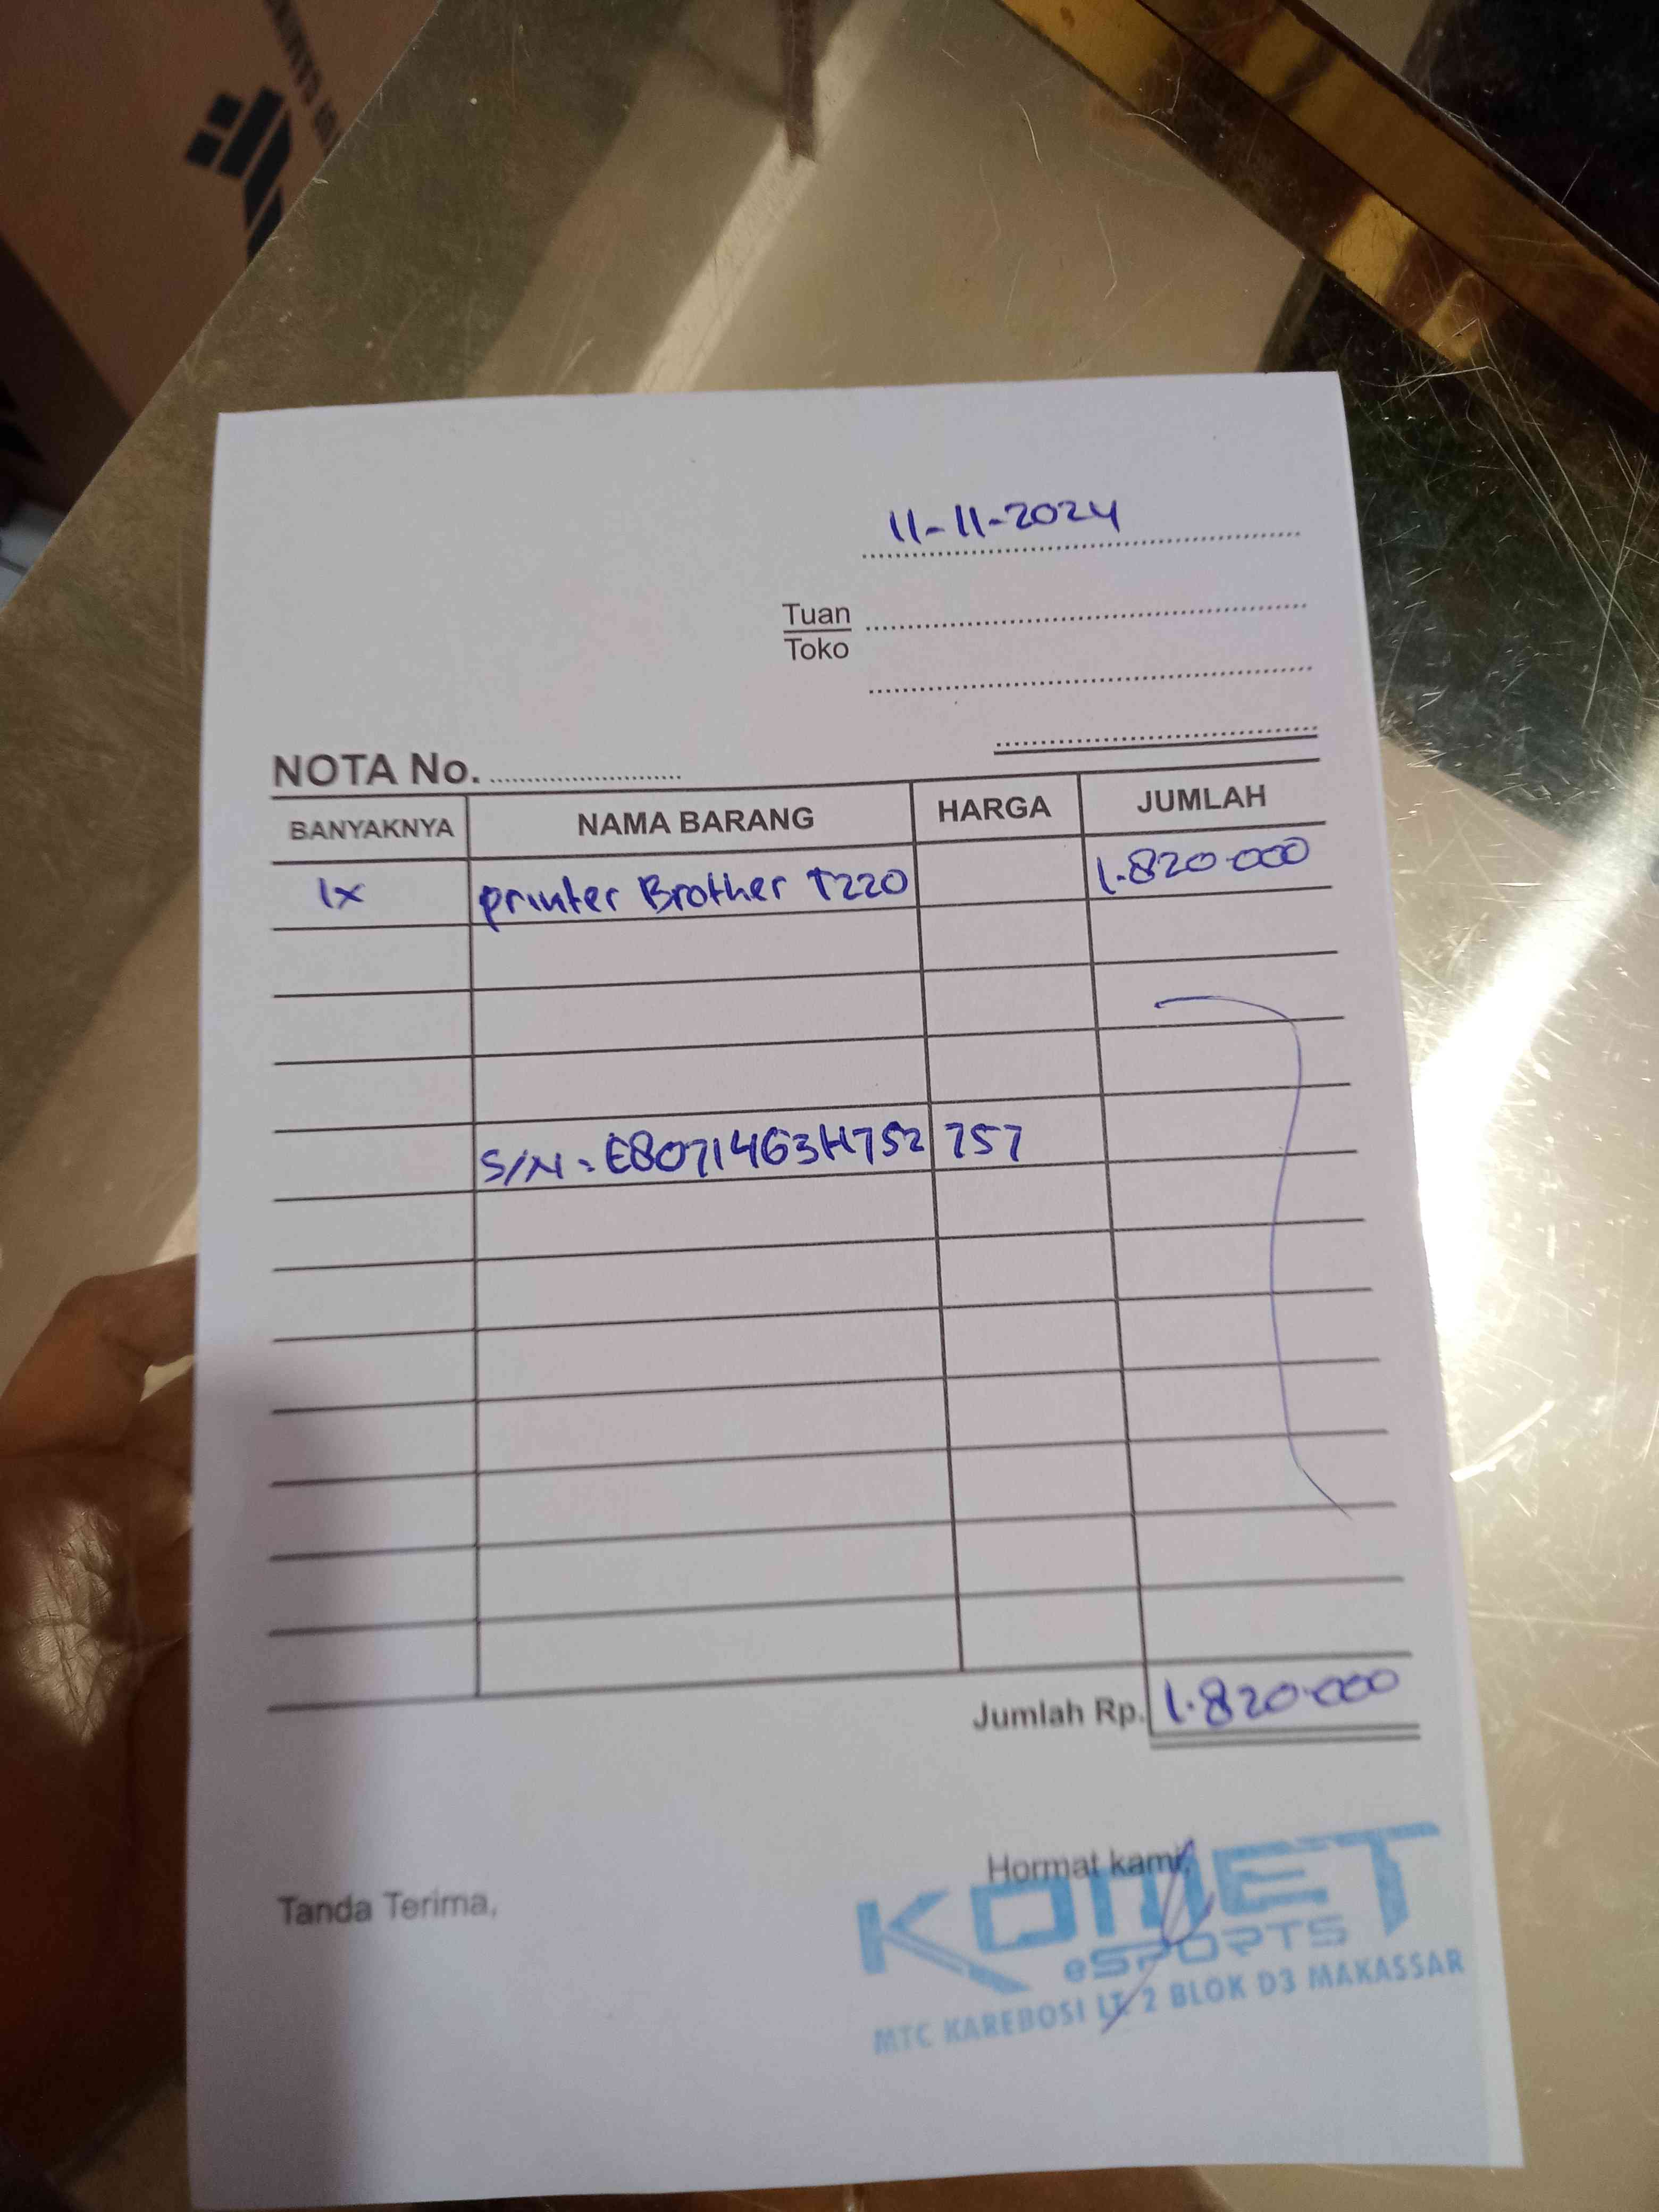 11-11-2024
Tuan
Toko
NOTA No.
BANYAKNYA NAMA BARANG HARGA JUMLAH
1x printer Brother T220 1.820.000
S/N: E80714G3H752757
Jumlah Rp. 1.820.000
Tanda Terima, Hormat kami,
KOMET
eSPORTS
MTC KAREBOSI LT. 2 BLOK D3 MAKASSAR